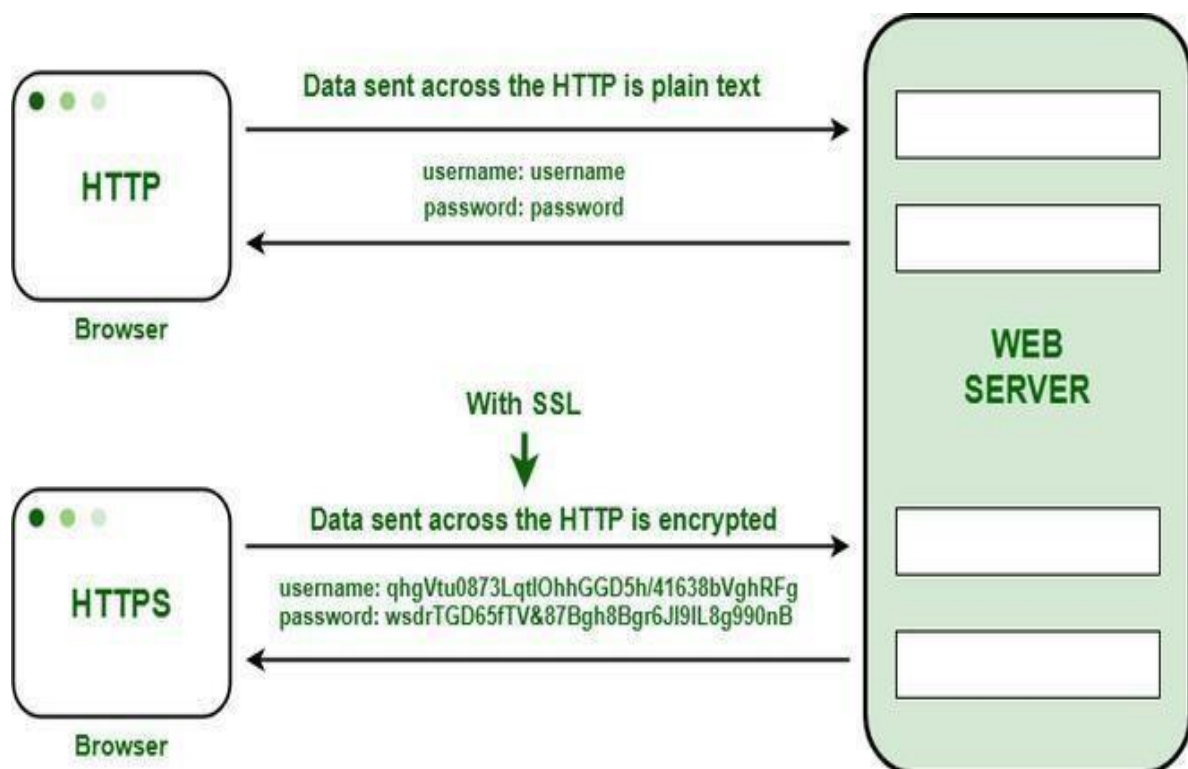 Data sent across the HTTP is plain text
HTTP
username: username
password: password
Browser
WEB
SERVER
With SSL
Data sent across the HTTP is encrypted
HTTPS
username: qhgVtu0873LqtlOhhGGD5h/41638bVghRFg
password: wsdrTGD65fTV&87Bgh8Bgr6Jl9lL8g990nB
Browser